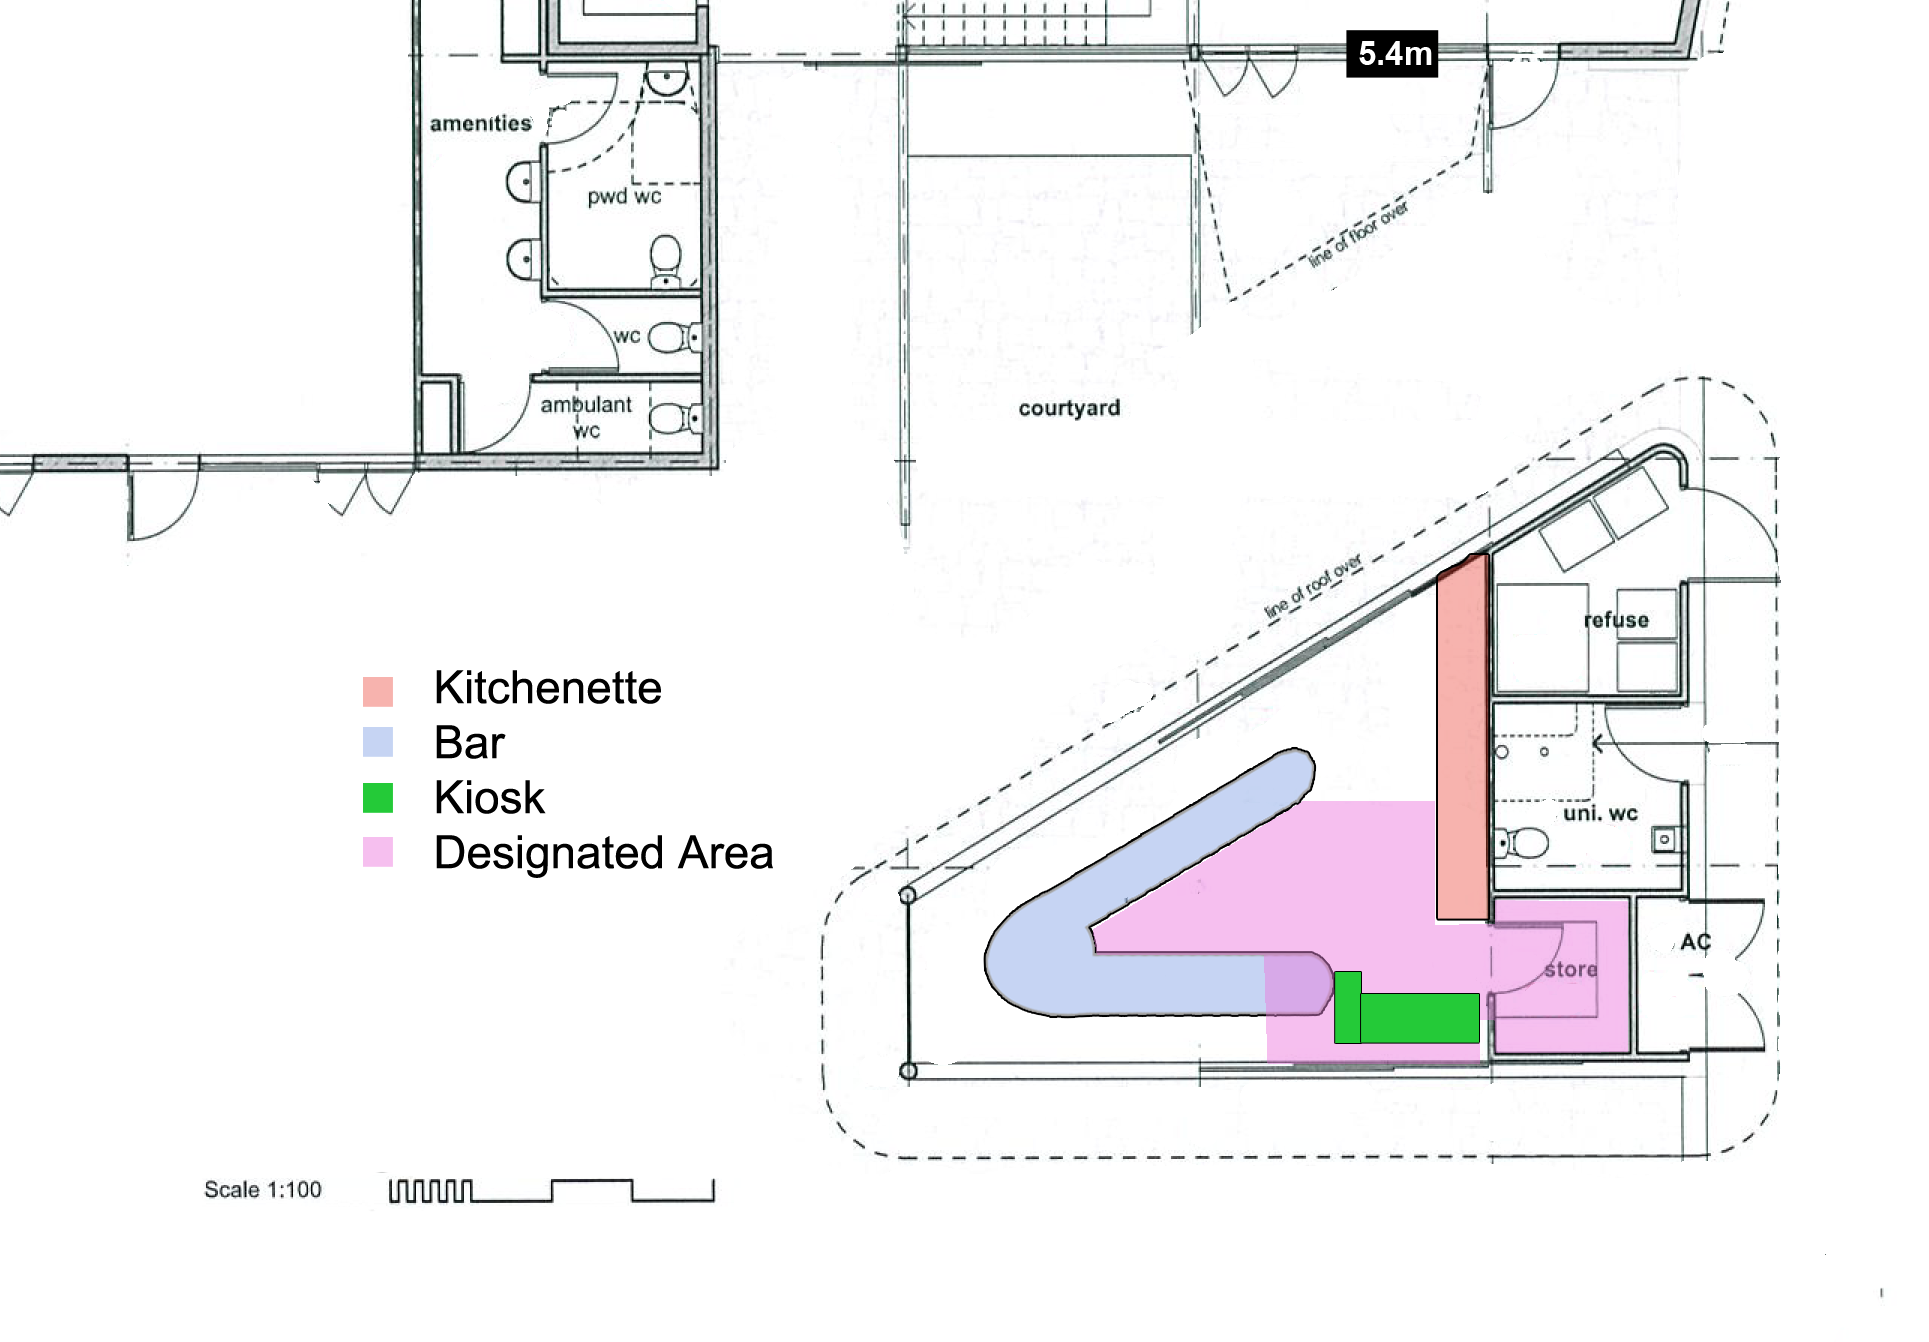 5.4m
amenities
pwd wc
line of floor over
wc
ambulant
wc
courtyard
line of roof over
refuse
Kitchenette
Bar
Kiosk
Designated Area
uni. wc
AC
store
Scale 1:100